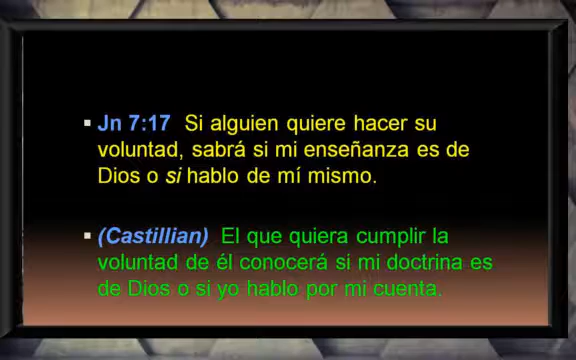 Jn 7:17 Si alguien quiere hacer su
voluntad, sabrá si mi enseñanza es de
Dios o si hablo de mí mismo.
(Castillian) El que quiera cumplir la
voluntad de él conocerá si mi doctrina es
de Dios o si yo hablo por mi cuenta.